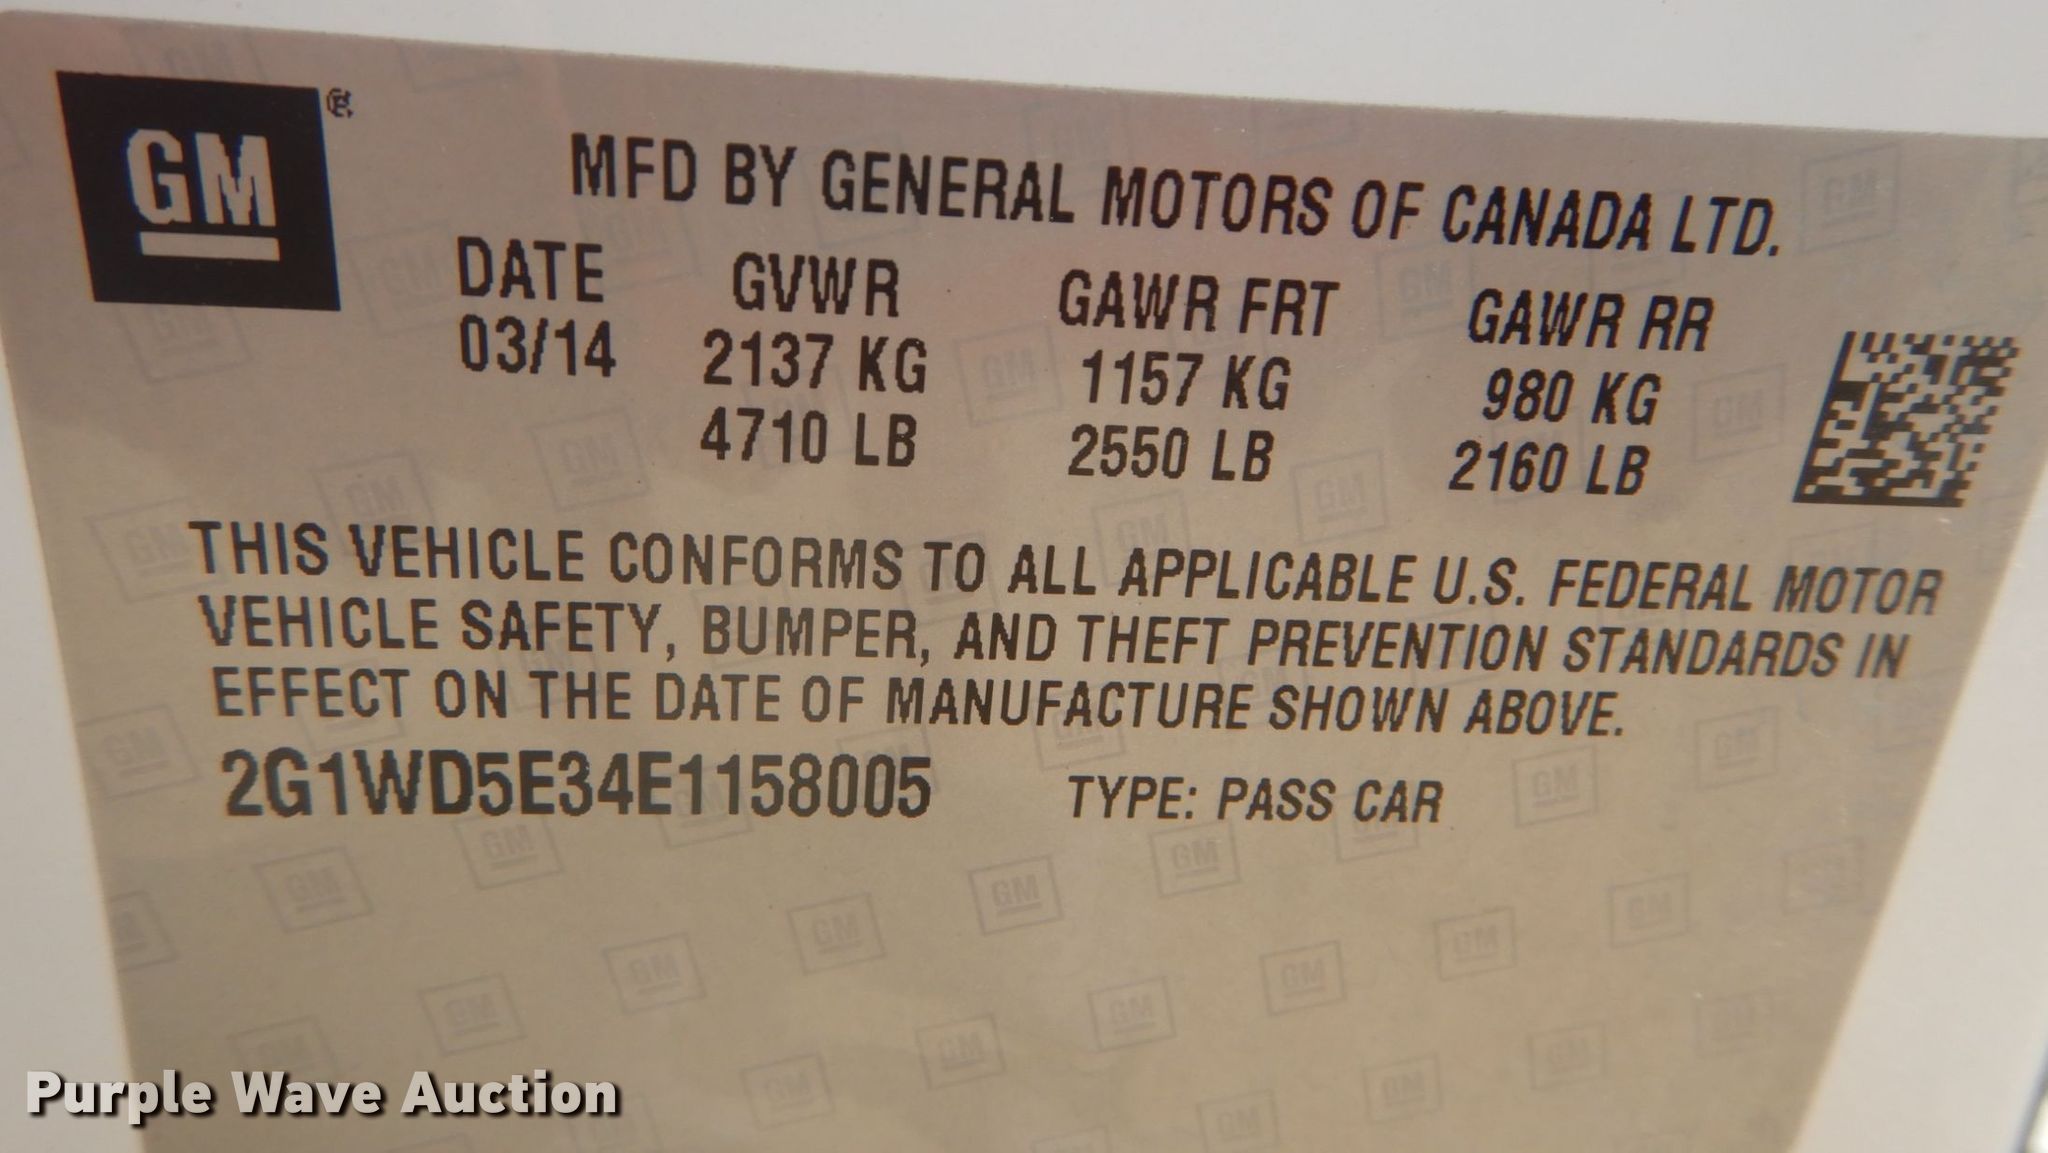 GM ®
MFD BY GENERAL MOTORS OF CANADA LTD.
DATE GVWR GAWR FRT GAWR RR
03/14 2137 KG 1157 KG 980 KG
4710 LB 2550 LB 2160 LB
THIS VEHICLE CONFORMS TO ALL APPLICABLE U.S. FEDERAL MOTOR
VEHICLE SAFETY, BUMPER, AND THEFT PREVENTION STANDARDS IN
EFFECT ON THE DATE OF MANUFACTURE SHOWN ABOVE.
2G1WD5E34E1158005 TYPE: PASS CAR
Purple Wave Auction